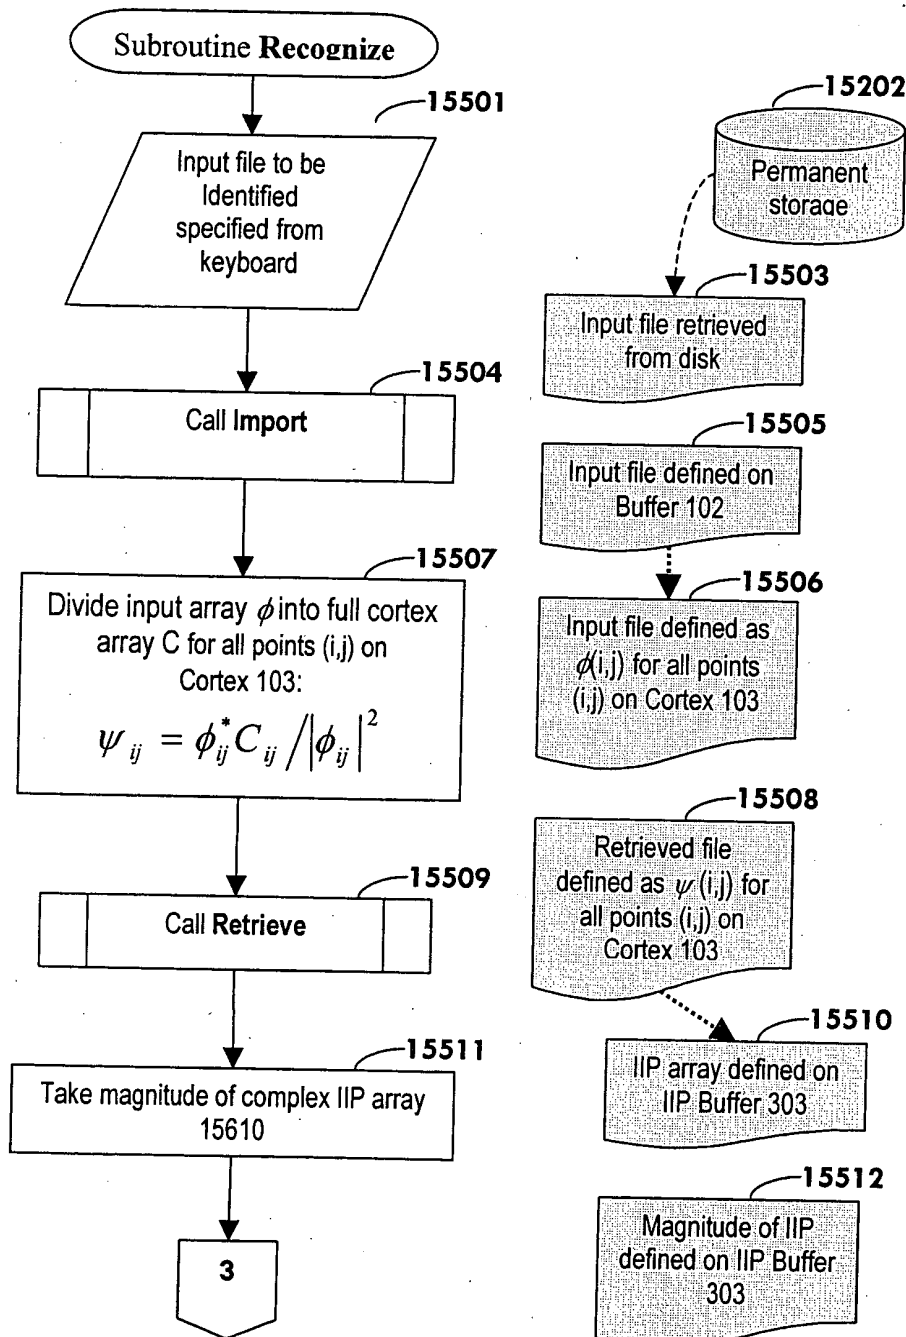 Subroutine Recognize
15501
Input file to be
Identified
specified from
keyboard
15202
Permanent
storage
15503
Input file retrieved
from disk
15504
Call Import
15505
Input file defined on
Buffer 102
15507
Divide input array ϕ into full cortex
array C for all points (i,j) on
Cortex 103:
ψ_ij = ϕ*_ij C_ij / |ϕ_ij|^2
15506
Input file defined as
ϕ(i,j) for all points
(i,j) on Cortex 103
15508
Retrieved file
defined as ψ (i,j) for
all points (i,j) on
Cortex 103
15509
Call Retrieve
15510
IIP array defined on
IIP Buffer 303
15511
Take magnitude of complex IIP array
15610
15512
Magnitude of IIP
defined on IIP Buffer
303
3